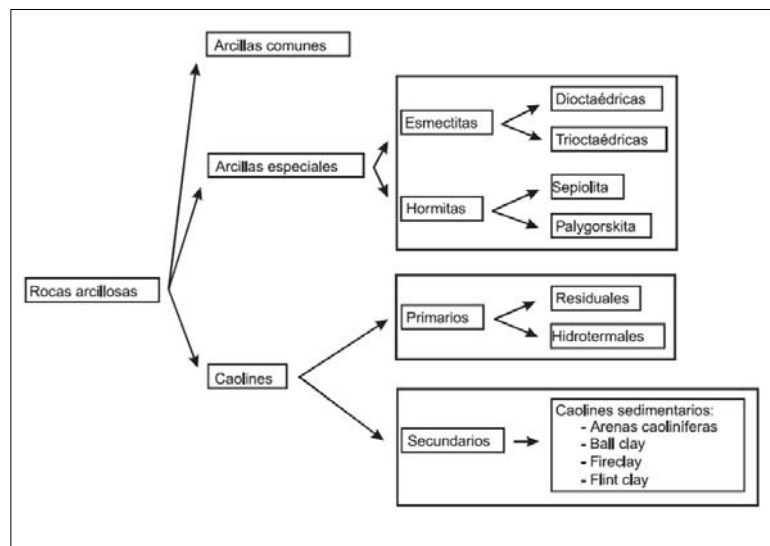 Arcillas comunes
Dioctaédricas
Esmectitas
Trioctaédricas
Arcillas especiales
Sepiolita
Hormitas
Palygorskita
Rocas arcillosas
Residuales
Primarios
Hidrotermales
Caolines
Caolines sedimentarios:
- Arenas caoliníferas
Secundarios
- Ball clay
- Fireclay
- Flint clay